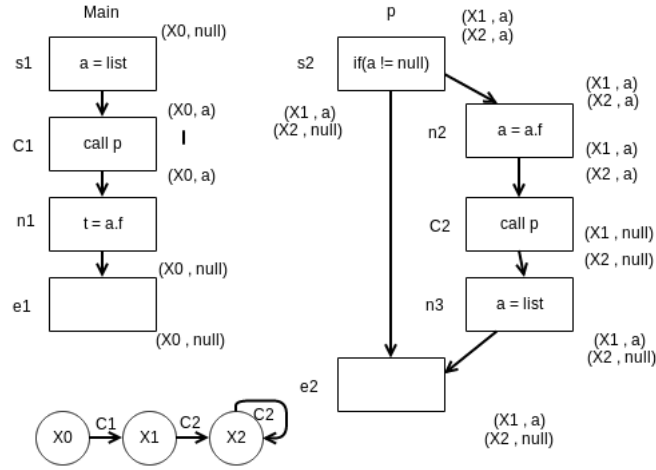 Main
(X0, null)
s1
a = list
(X0, a)
C1
call p
I
(X0, a)
n1
t = a.f
(X0 , null)
e1
(X0 , null)
p
(X1 , a)
(X2 , a)
s2
if(a != null)
(X1 , a)
(X2 , null)
(X1 , a)
(X2 , a)
n2
a = a.f
(X1 , a)
(X2 , a)
C2
call p
(X1 , null)
(X2 , null)
n3
a = list
(X1 , a)
(X2 , null)
e2
(X1 , a)
(X2 , null)
X0
C1
X1
C2
X2
C2